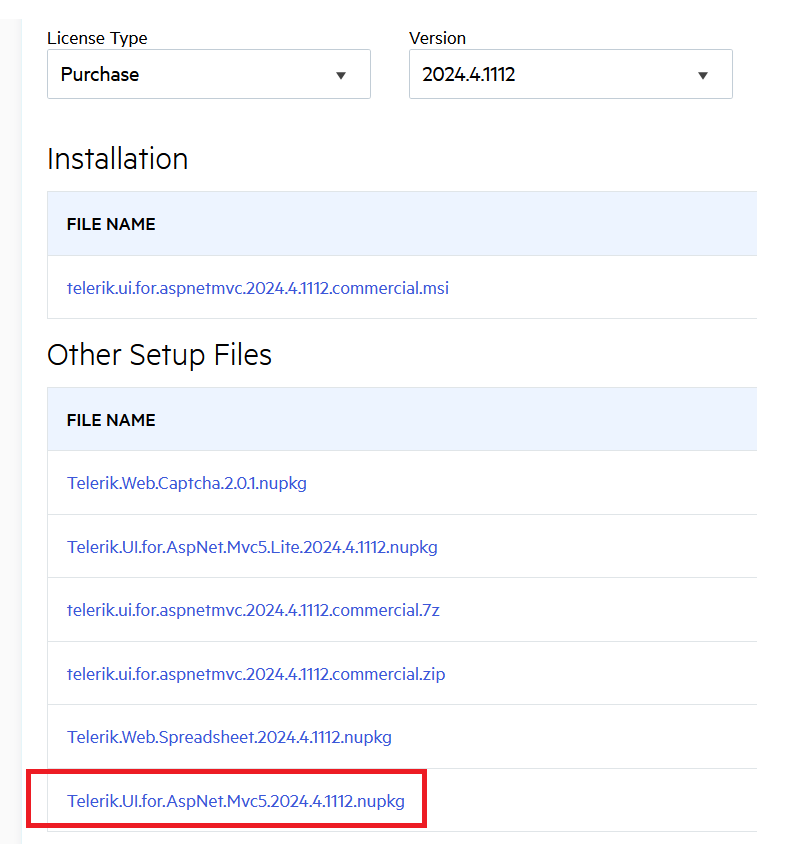 License Type
Version
Purchase
2024.4.1112
Installation
FILE NAME
telerik.ui.for.aspnetmvc.2024.4.1112.commercial.msi
Other Setup Files
FILE NAME
Telerik.Web.Captcha.2.0.1.nupkg
Telerik.UI.for.AspNet.Mvc5.Lite.2024.4.1112.nupkg
telerik.ui.for.aspnetmvc.2024.4.1112.commercial.7z
telerik.ui.for.aspnetmvc.2024.4.1112.commercial.zip
Telerik.Web.Spreadsheet.2024.4.1112.nupkg
Telerik.UI.for.AspNet.Mvc5.2024.4.1112.nupkg